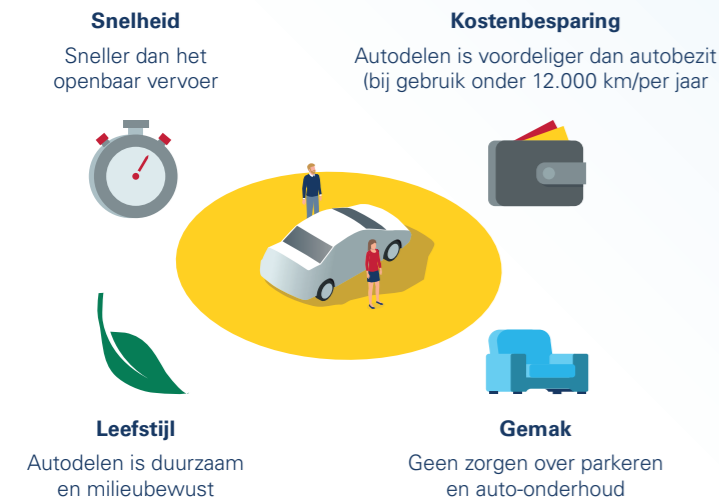 Snelheid
Sneller dan het
openbaar vervoer
Kostenbesparing
Autodelen is voordeliger dan autobezit
(bij gebruik onder 12.000 km/per jaar
Leefstijl
Autodelen is duurzaam
en milieubewust
Gemak
Geen zorgen over parkeren
en auto-onderhoud